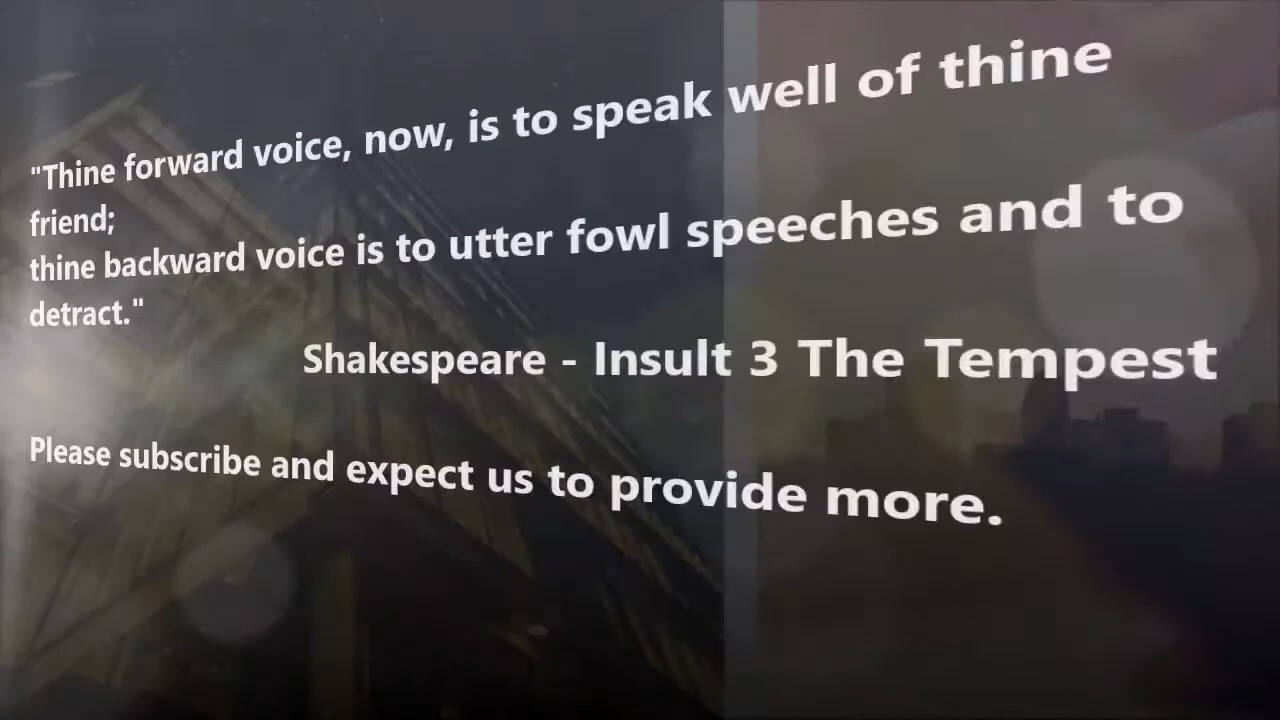 "Thine forward voice, now, is to speak well of thine
friend;
thine backward voice is to utter fowl speeches and to
detract."
Shakespeare - Insult 3 The Tempest
Please subscribe and expect us to provide more.